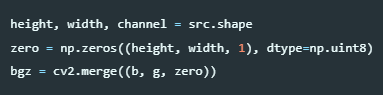 height, width, channel = src.shape
zero = np.zeros((height, width, 1), dtype=np.uint8)
bgz = cv2.merge((b, g, zero))